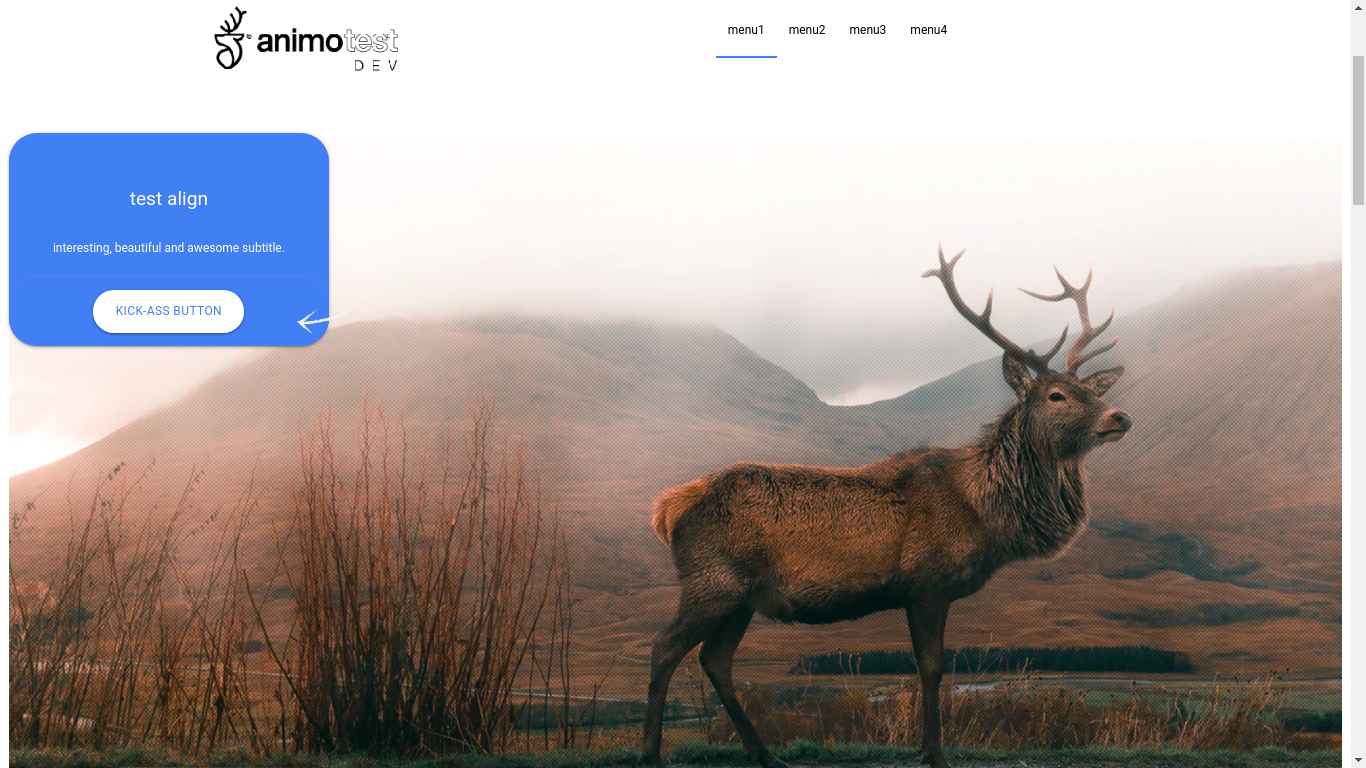 animotest
DEV
menu1 menu2 menu3 menu4
test align
interesting, beautiful and awesome subtitle.
KICK-ASS BUTTON